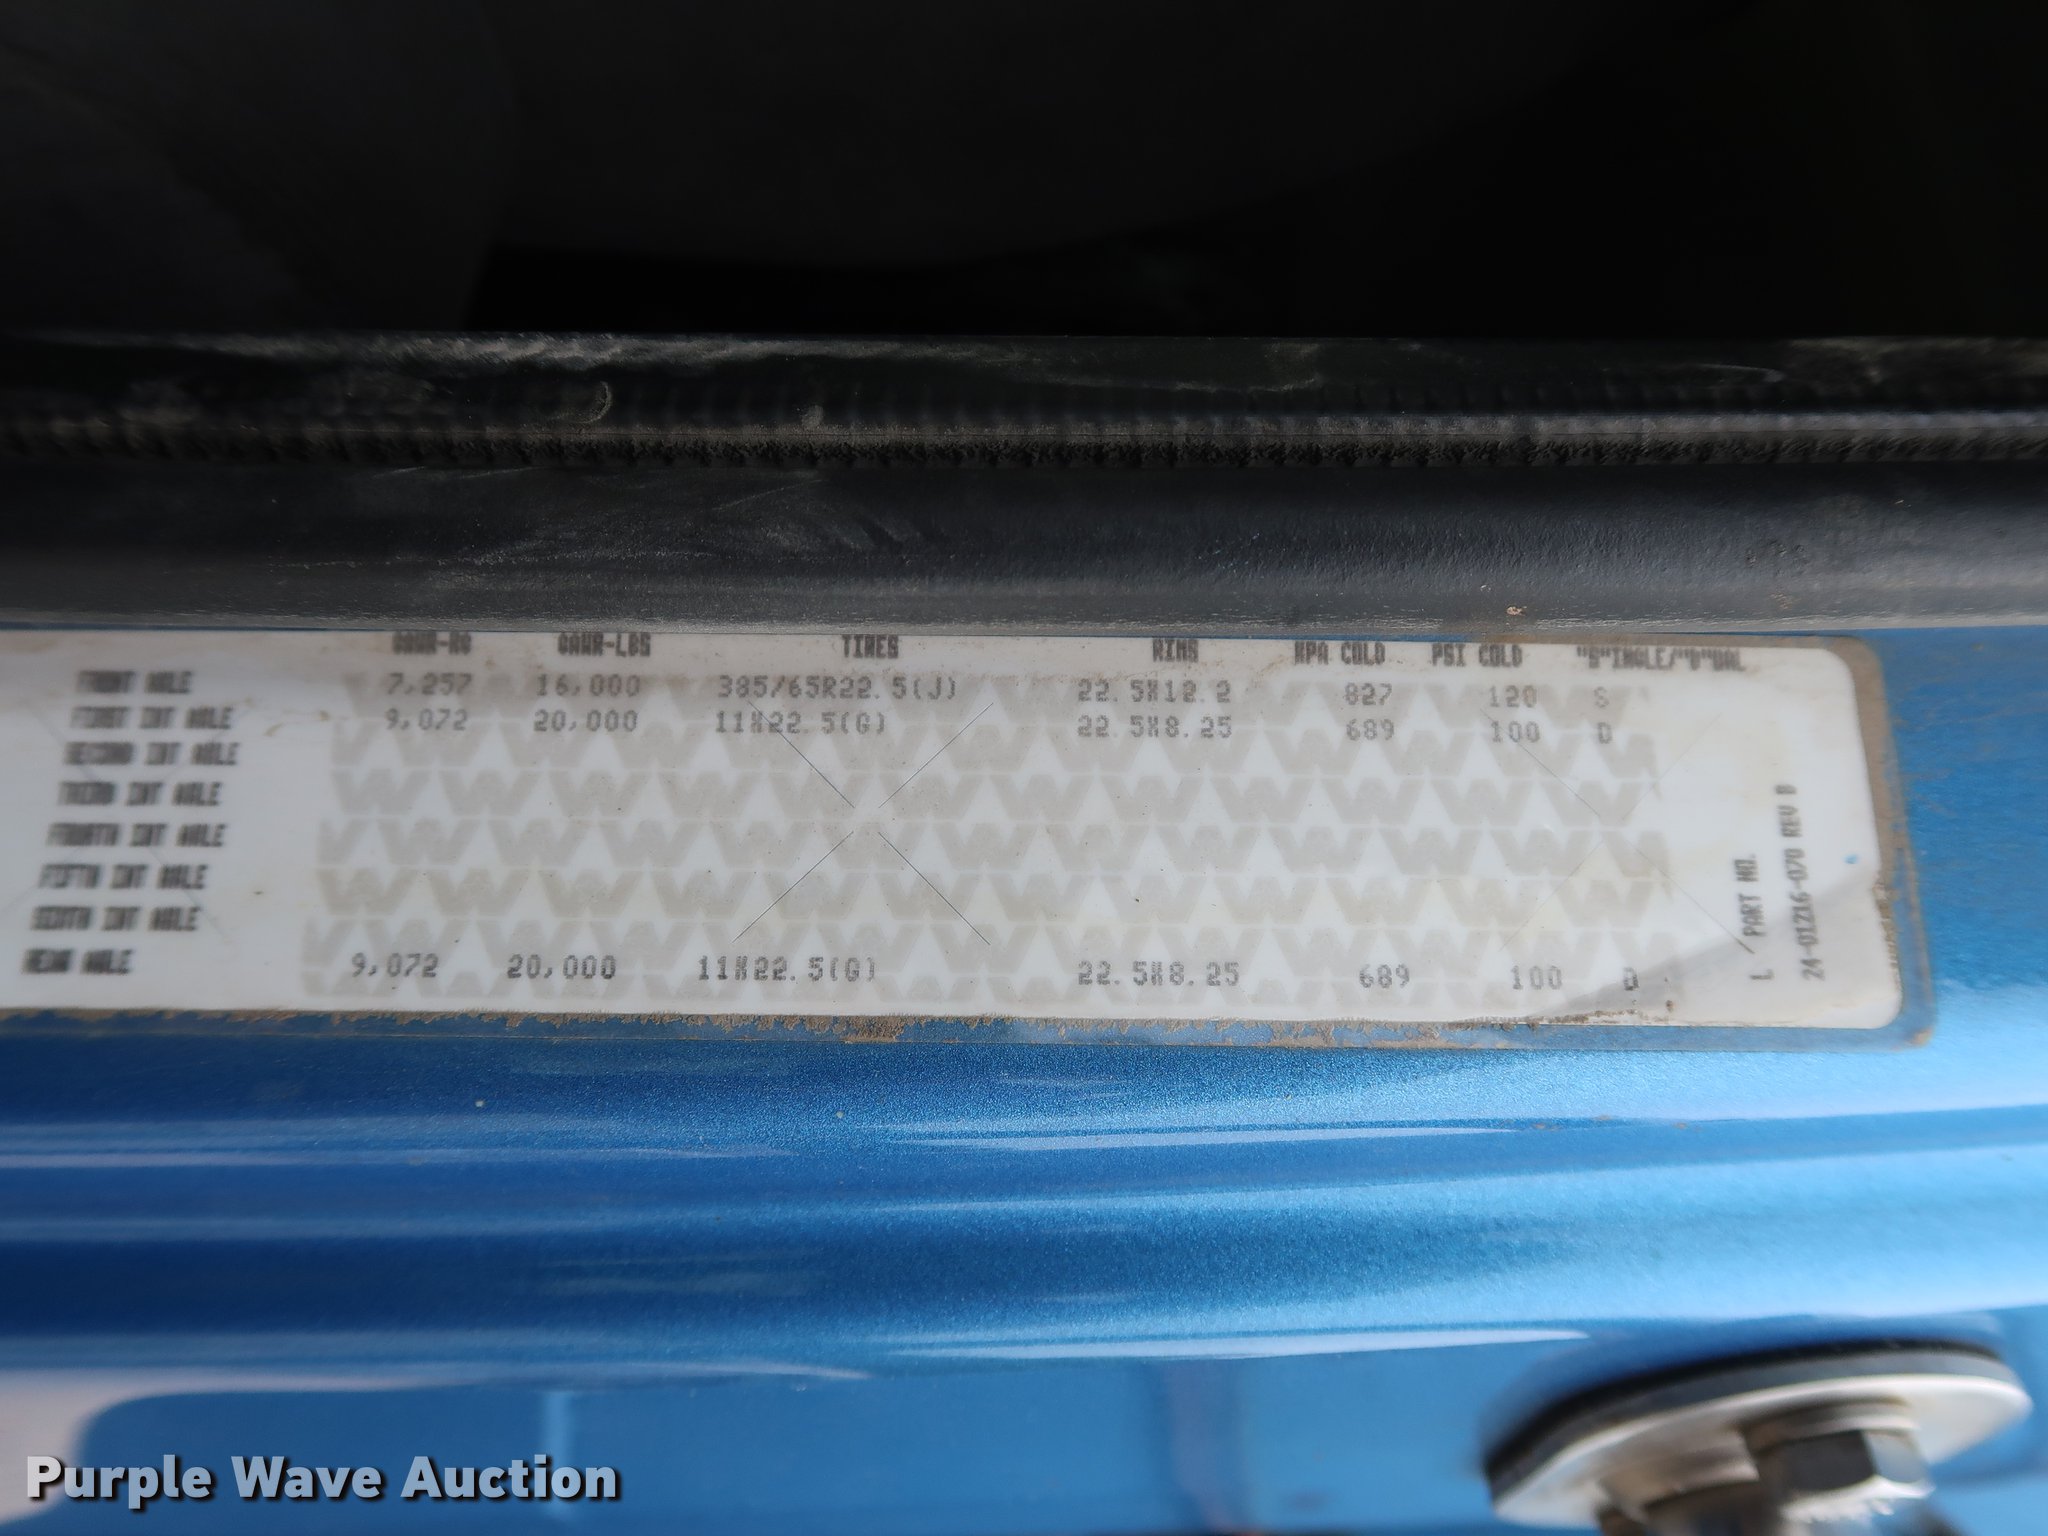 GAWR-KG GAWR-LBS TIRES RIMS KPA COLD PSI COLD "S"INGLE/"D"UAL
FRONT AXLE 7,257 16,000 385/65R22.5(J) 22.5X12.2 827 120 S
FIRST INT AXLE 9,072 20,000 11X22.5(G) 22.5X8.25 689 100 D
SECOND INT AXLE
THIRD INT AXLE
FOURTH INT AXLE
FIFTH INT AXLE
SIXTH INT AXLE
REAR AXLE 9,072 20,000 11X22.5(G) 22.5X8.25 689 100 D
L PART NO.
24-01216-070 REV B
Purple Wave Auction